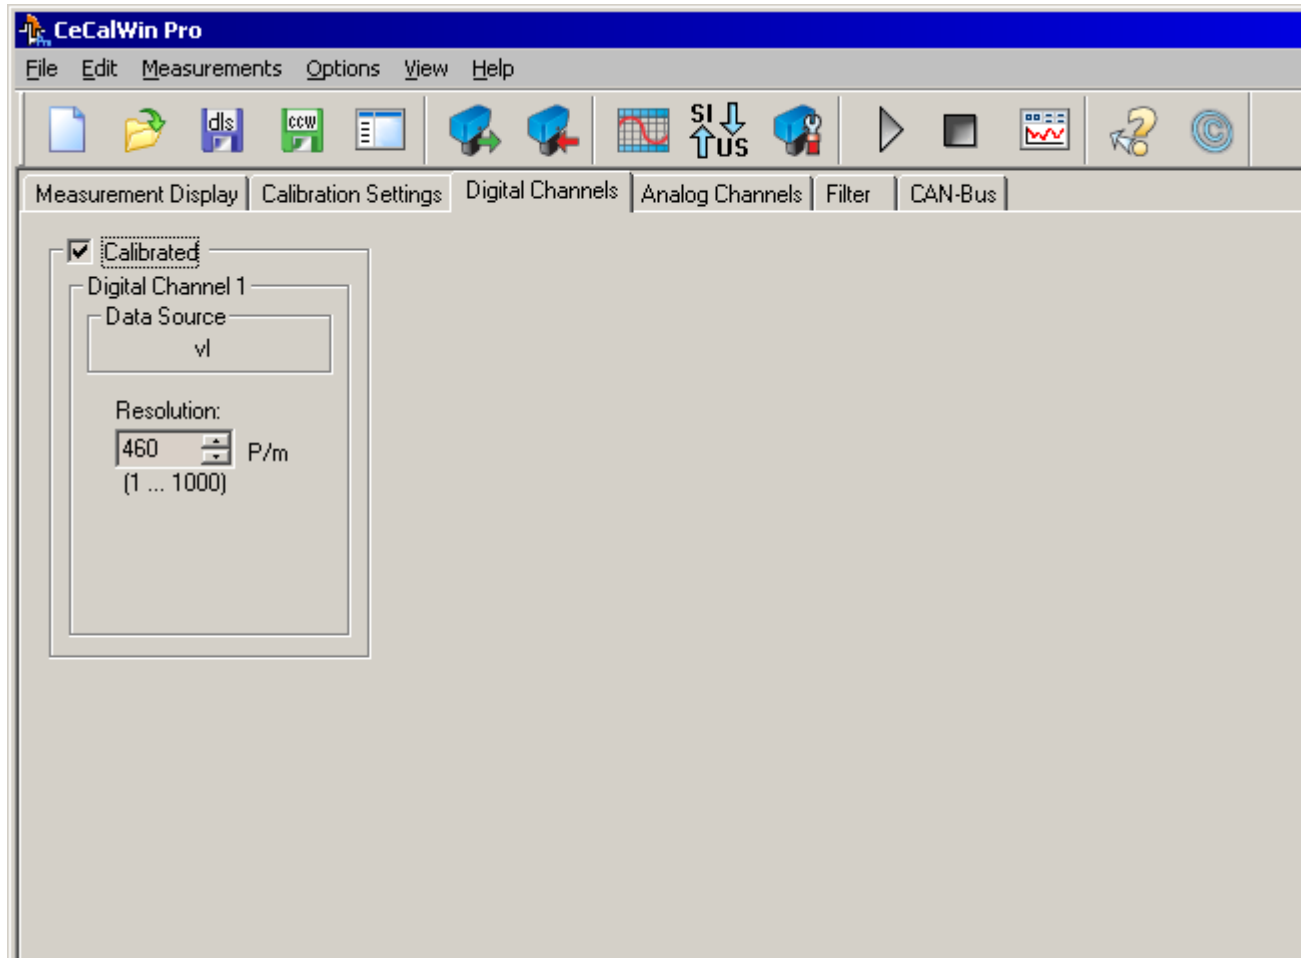 CeCalWin Pro
File Edit Measurements Options View Help
dls ccw SI US
Measurement Display Calibration Settings Digital Channels Analog Channels Filter CAN-Bus
Calibrated
Digital Channel 1
Data Source
vl
Resolution:
460 P/m
(1 ... 1000)